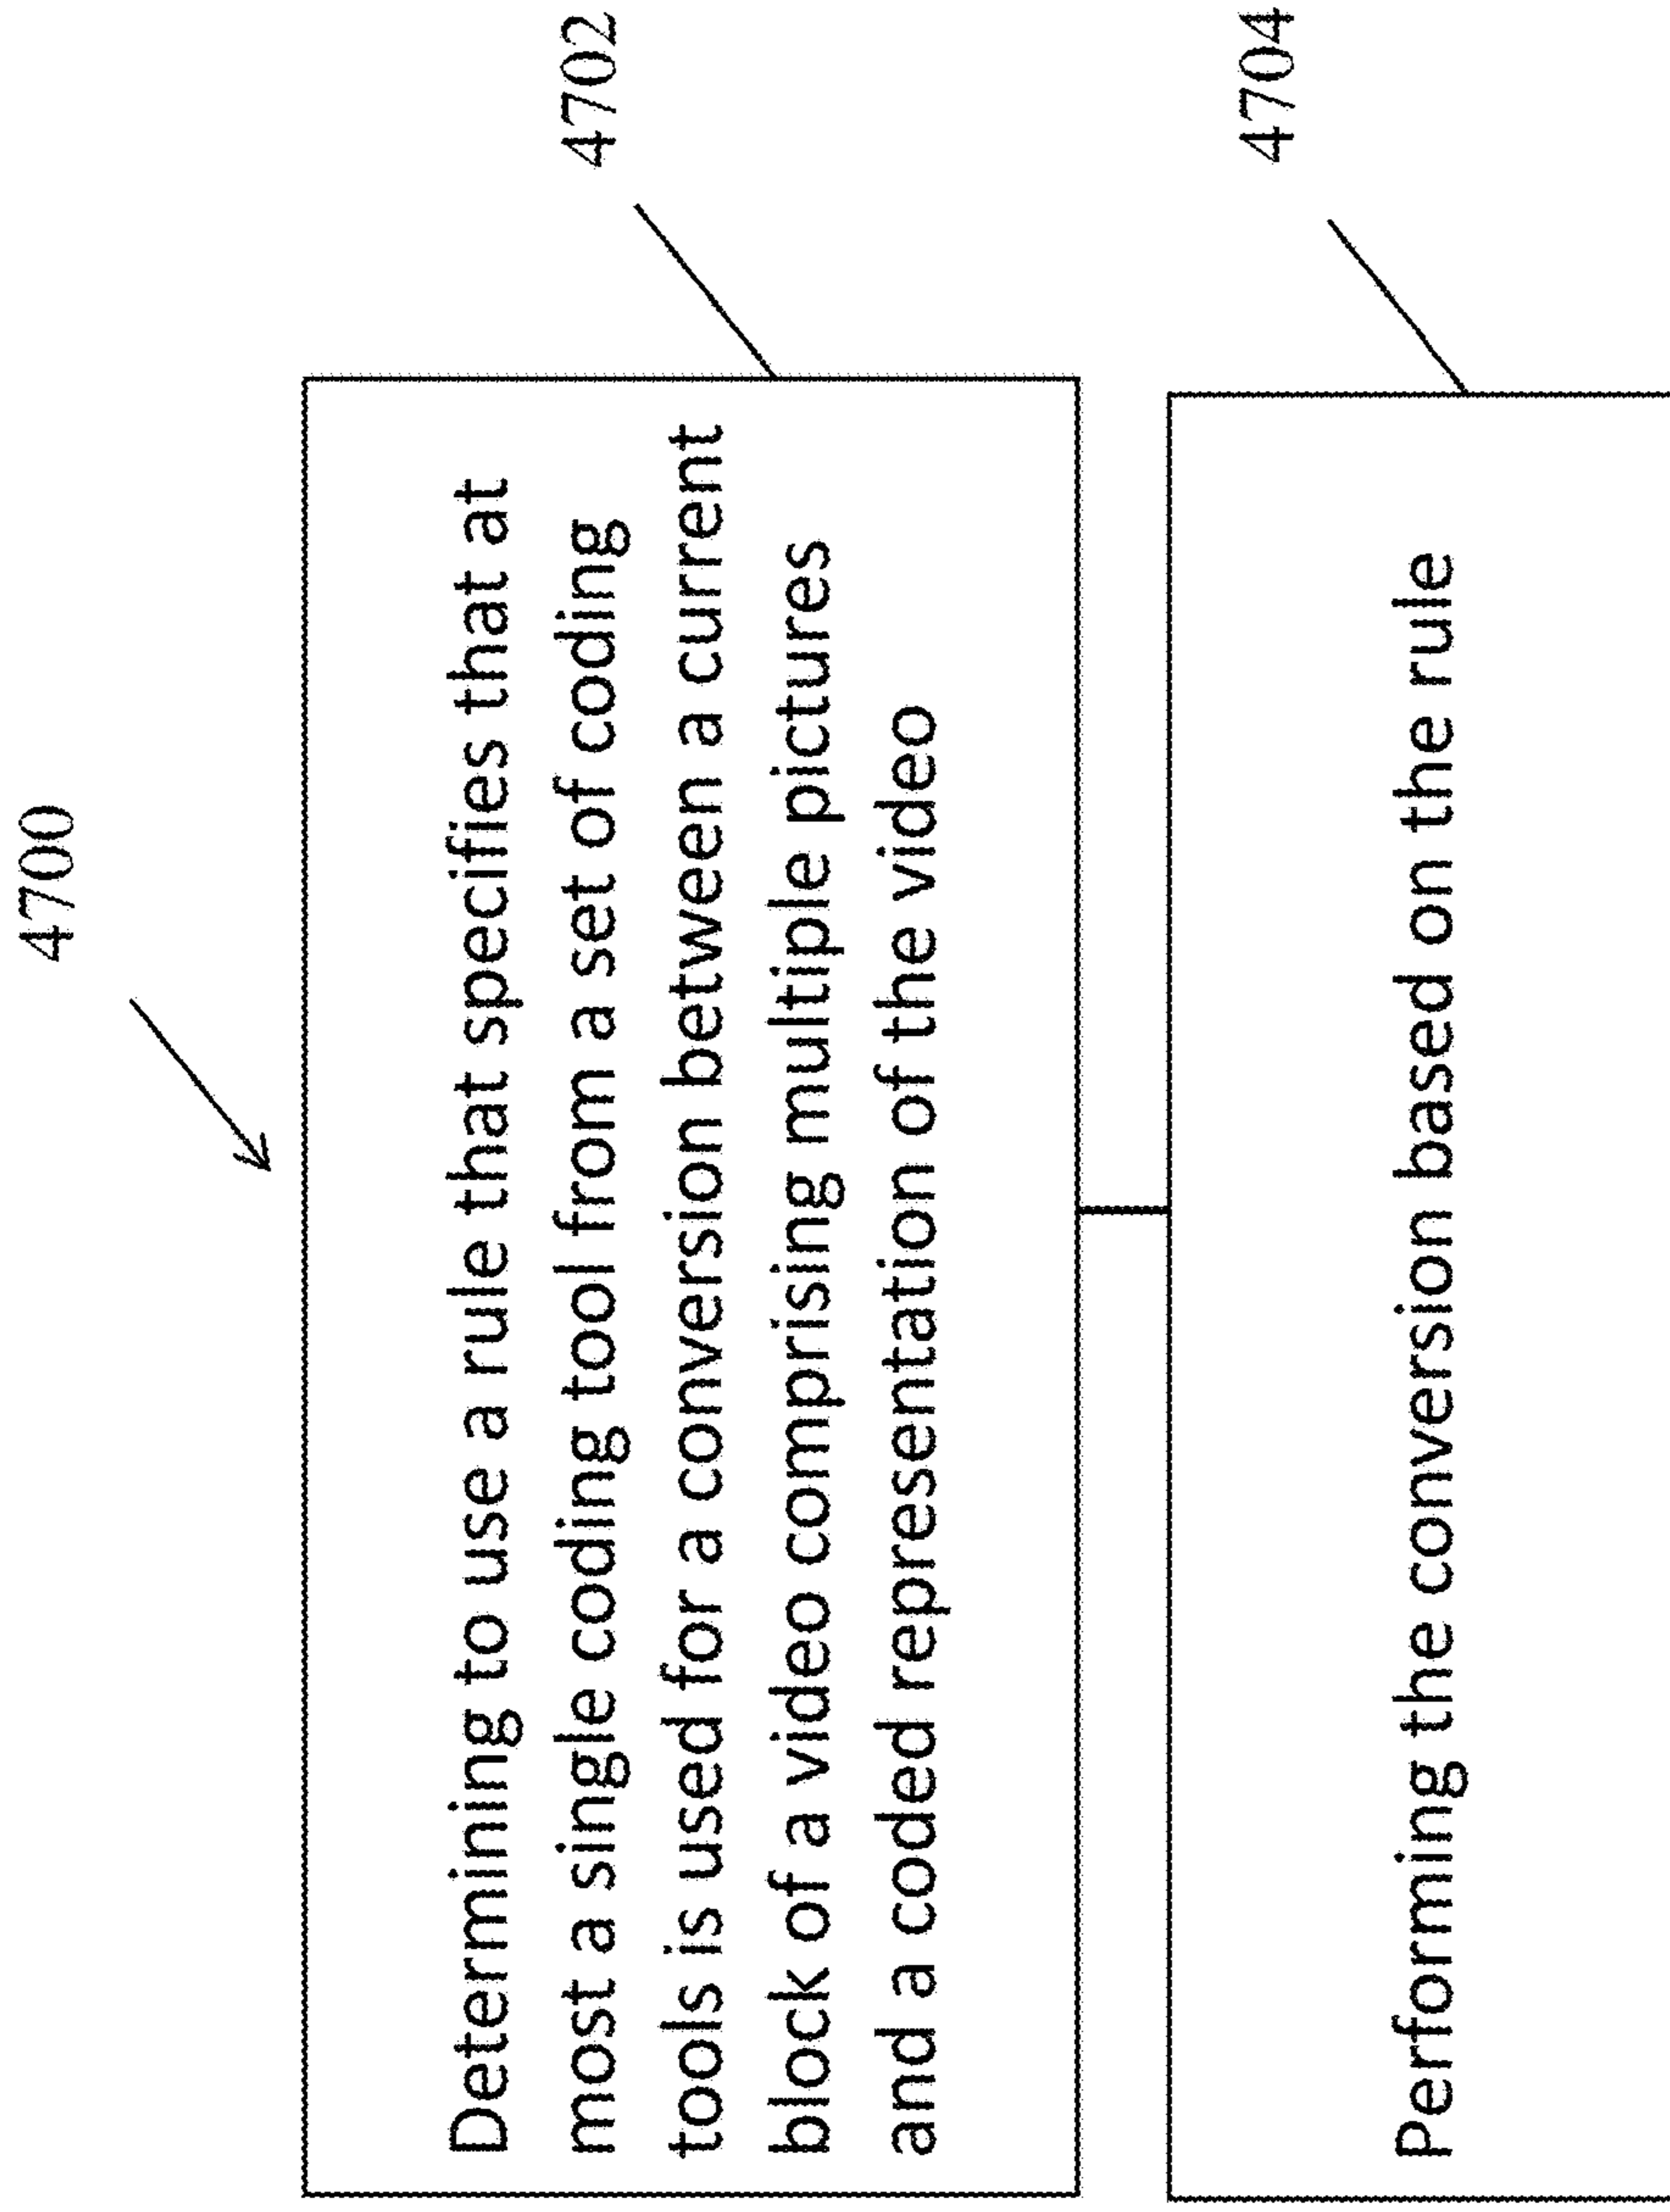 4700
Determining to use a rule that specifies that at
most a single coding tool from a set of coding
tools is used for a conversion between a current
block of a video comprising multiple pictures
and a coded representation of the video
4702
Performing the conversion based on the rule
4704